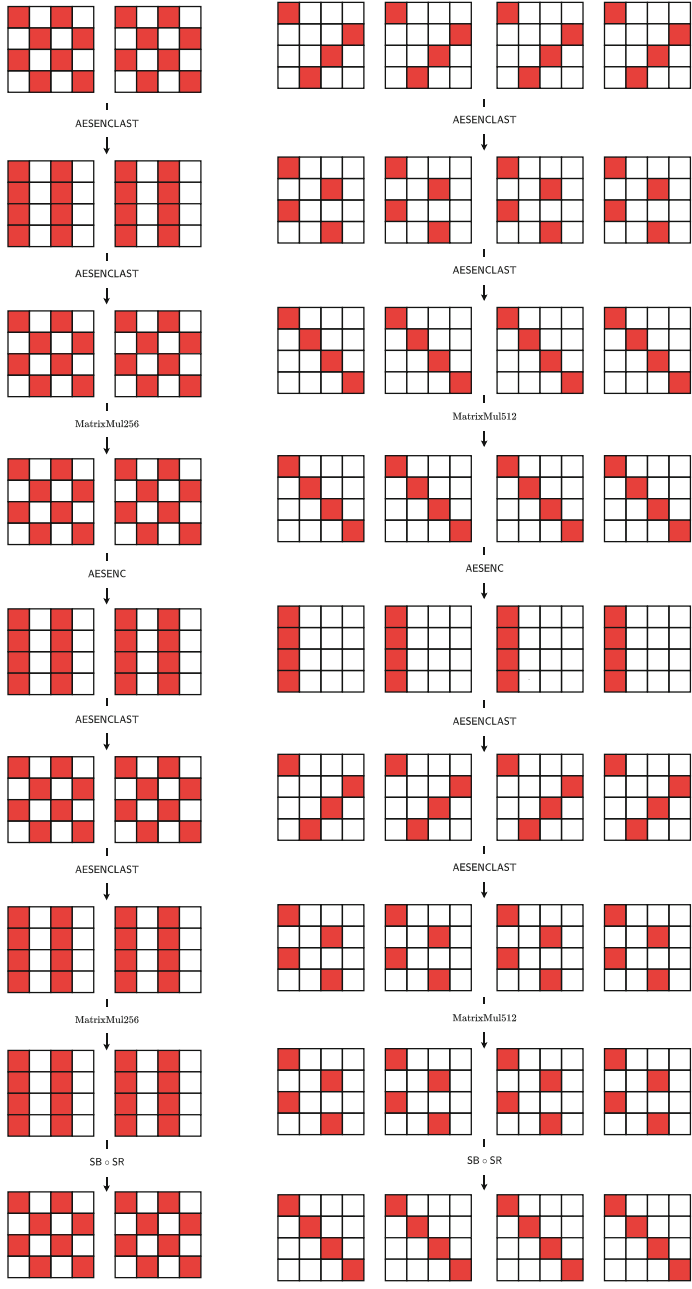 AESENCLAST
AESENCLAST
MatrixMul256
AESENC
AESENCLAST
AESENCLAST
MatrixMul256
SB ∘ SR
AESENCLAST
AESENCLAST
MatrixMul512
AESENC
AESENCLAST
AESENCLAST
MatrixMul512
SB ∘ SR